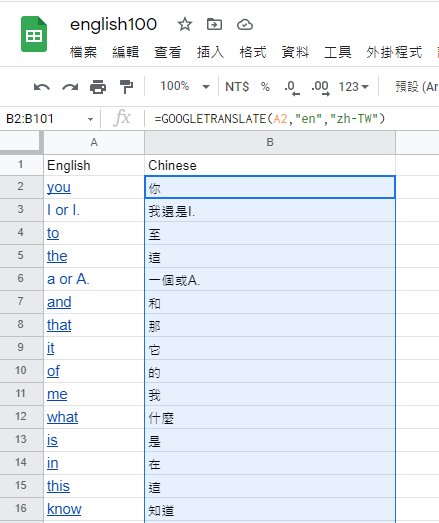 english100
檔案 編輯 查看 插入 格式 資料 工具 外掛程式
100% NT$ % .0 .00 123 預設 (Ar
B2:B101 fx =GOOGLETRANSLATE(A2,"en","zh-TW")
A B
1 English Chinese
2 you 你
3 I or I. 我還是I.
4 to 至
5 the 這
6 a or A. 一個或A.
7 and 和
8 that 那
9 it 它
10 of 的
11 me 我
12 what 什麼
13 is 是
14 in 在
15 this 這
16 know 知道